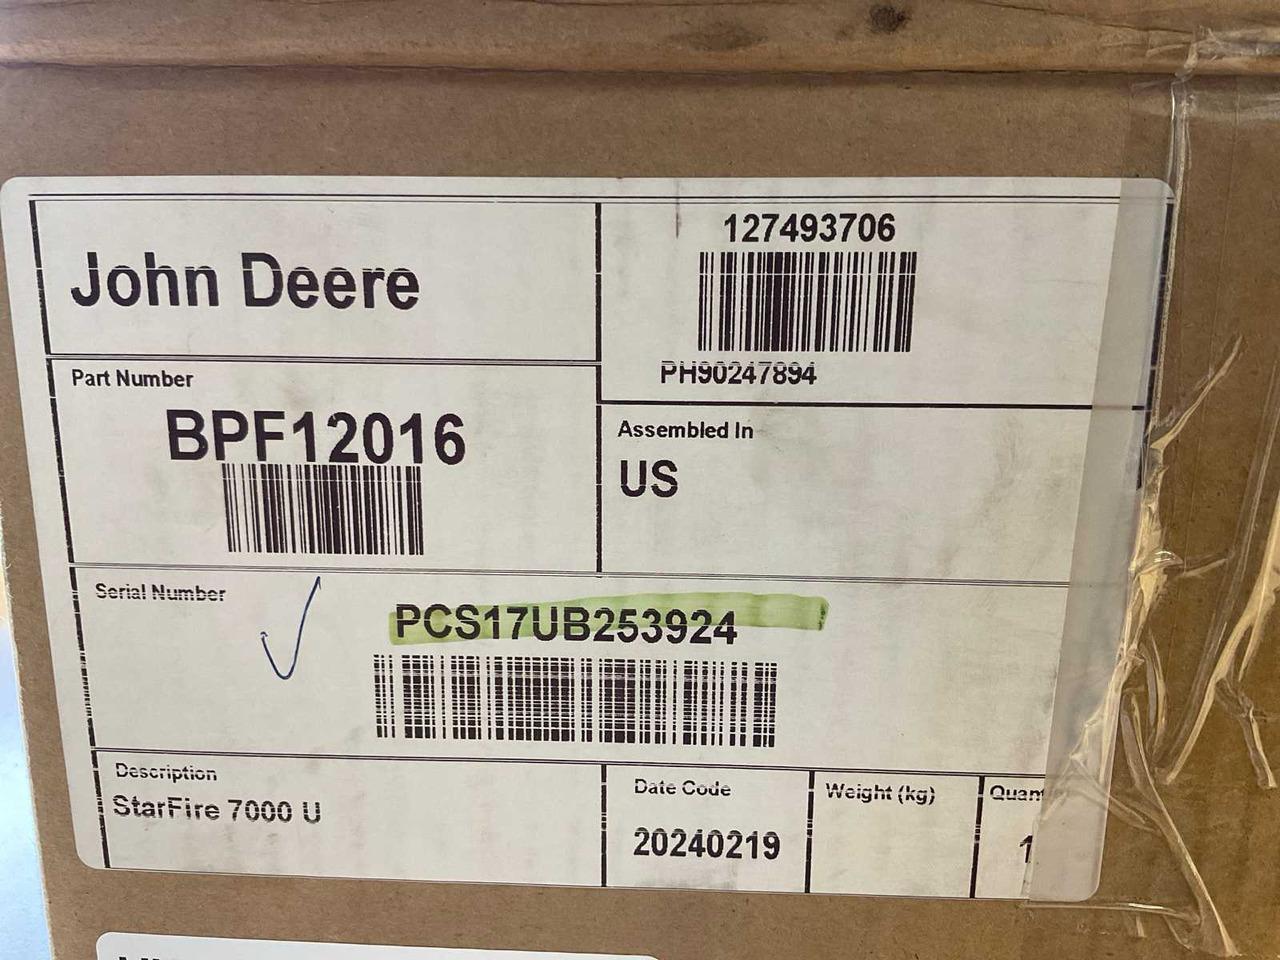 John Deere
127493706
PH90247894
Part Number
BPF12016
Assembled In
US
Serial Number
PCS17UB253924
Description
StarFire 7000 U
Date Code
20240219
Weight (kg)
Quant
1